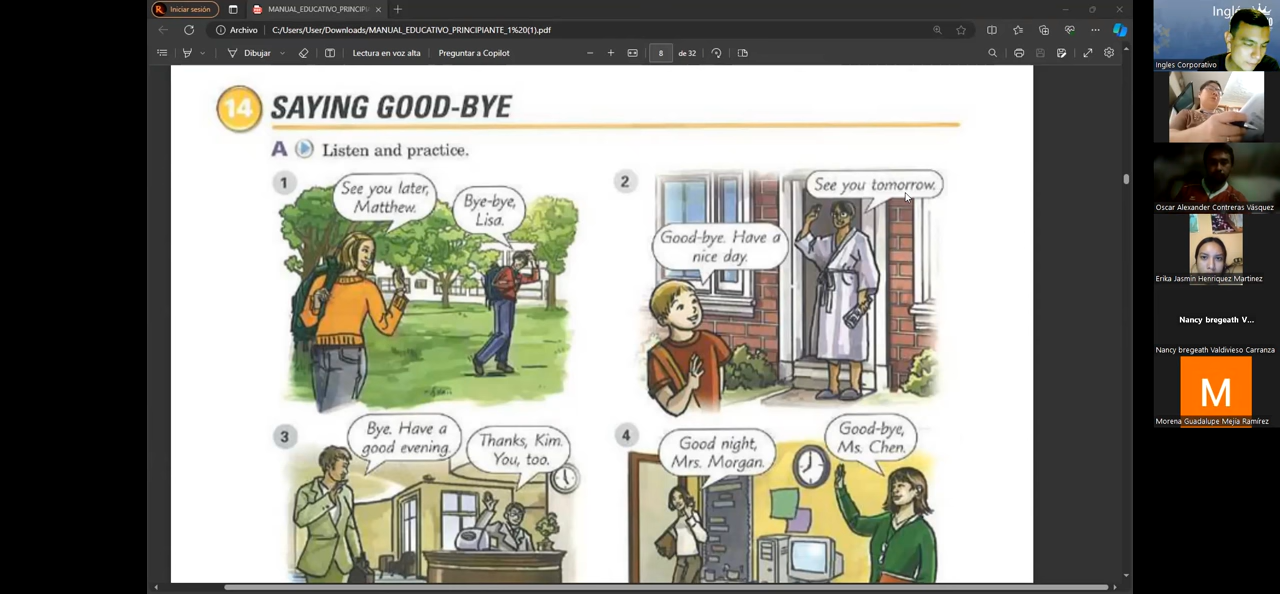 Iniciar sesión
MANUAL_EDUCATIVO_PRINCIPI
Archivo
C:/Users/User/Downloads/MANUAL_EDUCATIVO_PRINCIPIANTE_1%20(1).pdf
Dibujar
Lectura en voz alta
Preguntar a Copilot
8
de 32
14 SAYING GOOD-BYE
A Listen and practice.
1
See you later,
Matthew.
Bye-bye,
Lisa.
2
See you tomorrow.
Good-bye. Have a
nice day.
3
Bye. Have a
good evening.
Thanks, Kim.
You, too.
4
Good night,
Mrs. Morgan.
Good-bye,
Ms. Chen.
Ingles Corporativo
Oscar Alexander Contreras Vásquez
Erika Jasmin Henriquez Martinez
Nancy bregeath V...
Nancy bregeath Valdivieso Carranza
M
Morena Guadalupe Mejia Ramírez